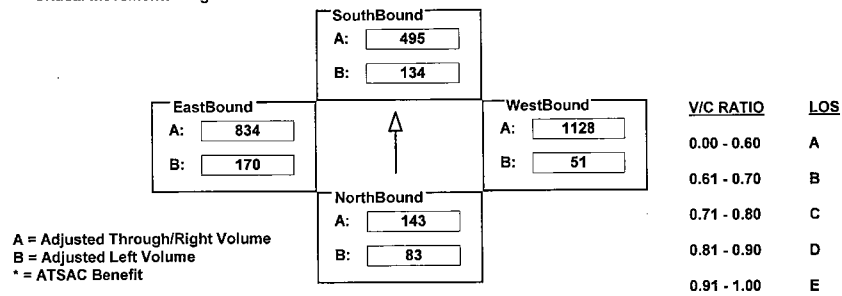 SouthBound
A: 495
B: 134
EastBound
A: 834
B: 170
WestBound
A: 1128
B: 51
NorthBound
A: 143
B: 83
A = Adjusted Through/Right Volume
B = Adjusted Left Volume
* = ATSAC Benefit
V/C RATIO LOS
0.00 - 0.60 A
0.61 - 0.70 B
0.71 - 0.80 C
0.81 - 0.90 D
0.91 - 1.00 E